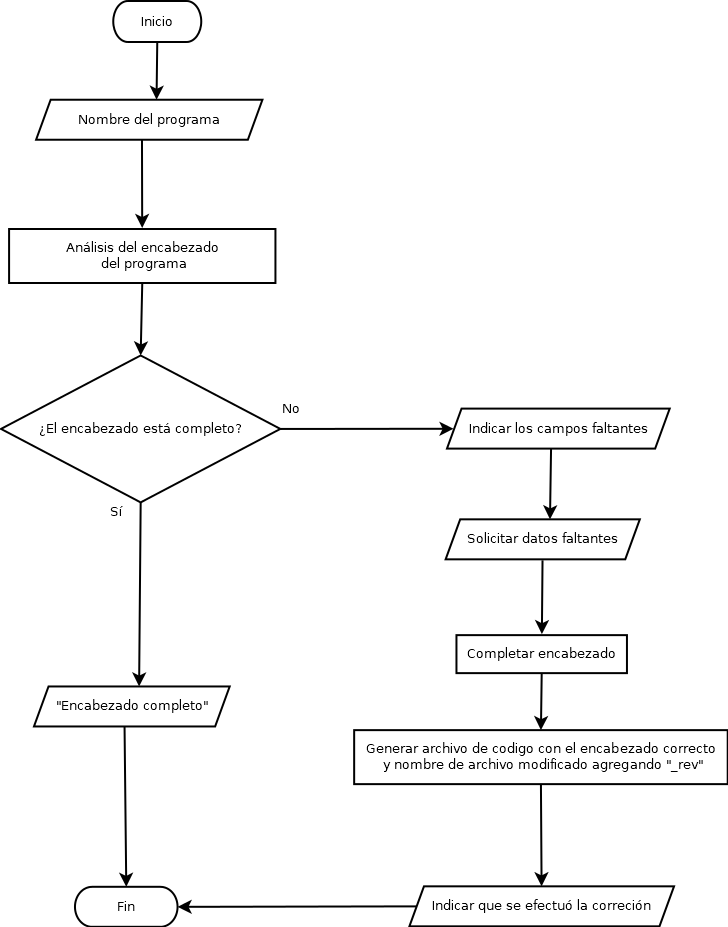 Inicio
Nombre del programa
Análisis del encabezado
del programa
¿El encabezado está completo?
No
Indicar los campos faltantes
Sí
Solicitar datos faltantes
Completar encabezado
"Encabezado completo"
Generar archivo de codigo con el encabezado correcto
y nombre de archivo modificado agregando "_rev"
Fin
Indicar que se efectuó la correción